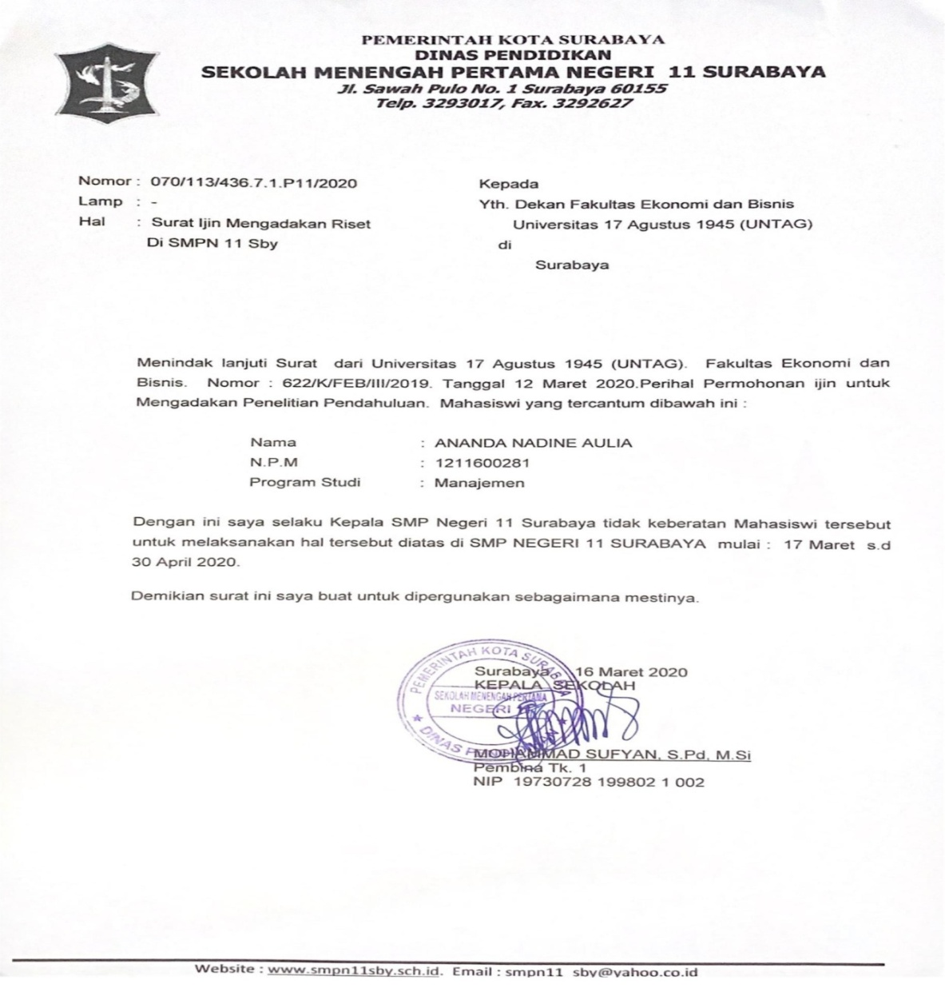 PEMERINTAH KOTA SURABAYA
DINAS PENDIDIKAN
SEKOLAH MENENGAH PERTAMA NEGERI 11 SURABAYA
Jl. Sawah Pulo No. 1 Surabaya 60155
Telp. 3293017, Fax. 3292627
Nomor : 070/113/436.7.1.P11/2020
Lamp : -
Hal : Surat Ijin Mengadakan Riset
Di SMPN 11 Sby
Kepada
Yth. Dekan Fakultas Ekonomi dan Bisnis
Universitas 17 Agustus 1945 (UNTAG)
di
Surabaya
Menindak lanjuti Surat dari Universitas 17 Agustus 1945 (UNTAG). Fakultas Ekonomi dan
Bisnis. Nomor : 622/K/FEB/III/2019. Tanggal 12 Maret 2020.Perihal Permohonan ijin untuk
Mengadakan Penelitian Pendahuluan. Mahasiswi yang tercantum dibawah ini :
Nama : ANANDA NADINE AULIA
N.P.M : 1211600281
Program Studi : Manajemen
Dengan ini saya selaku Kepala SMP Negeri 11 Surabaya tidak keberatan Mahasiswi tersebut
untuk melaksanakan hal tersebut diatas di SMP NEGERI 11 SURABAYA mulai : 17 Maret s.d
30 April 2020.
Demikian surat ini saya buat untuk dipergunakan sebagaimana mestinya.
PEMERINTAH KOTA SURABAYA
SEKOLAH MENENGAH PERTAMA
NEGERI
DINAS
Surabaya 16 Maret 2020
KEPALA SEKOLAH
MOHAMMAD SUFYAN, S.Pd, M.Si
Pembina Tk. 1
NIP 19730728 199802 1 002
Website : www.smpn11sby.sch.id. Email : smpn11 sby@yahoo.co.id